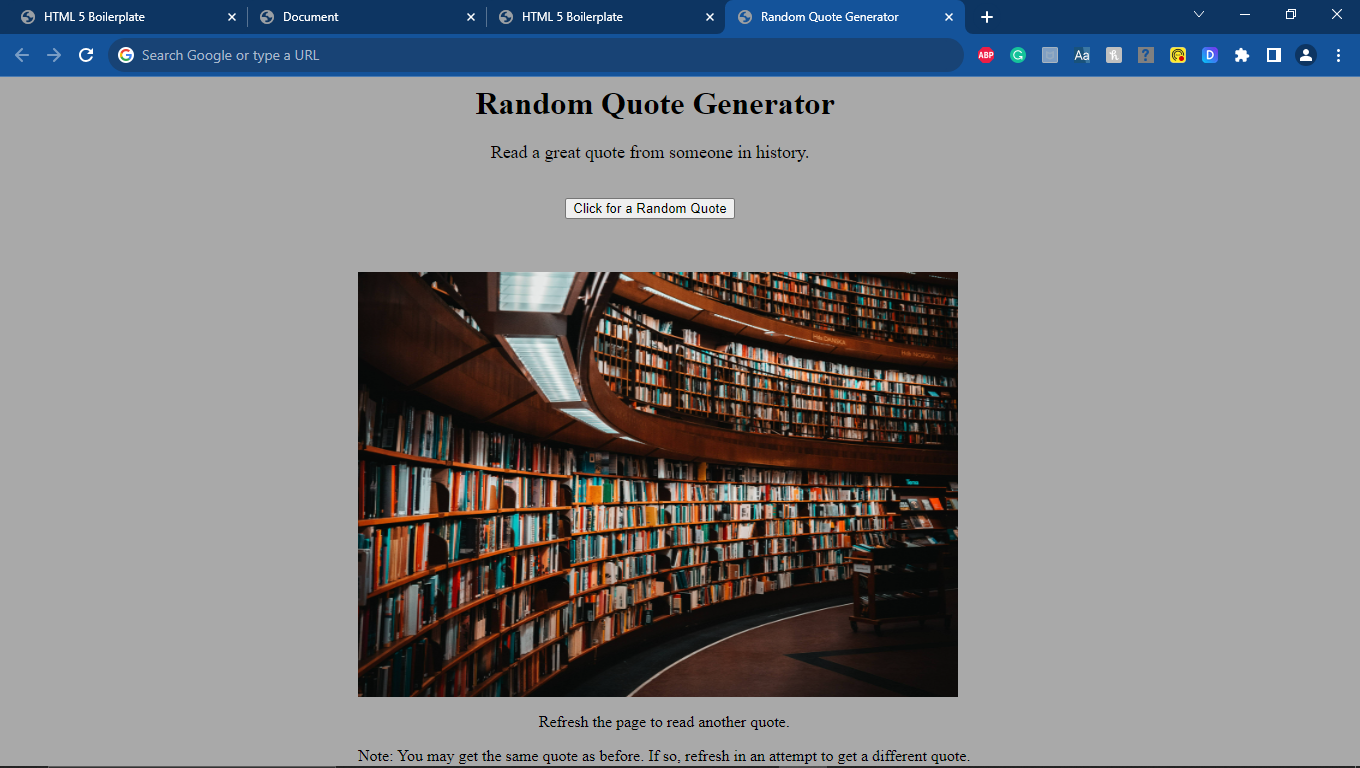 HTML 5 Boilerplate
Document
HTML 5 Boilerplate
Random Quote Generator
Search Google or type a URL
ABP
G
Aa
?
D
Random Quote Generator
Read a great quote from someone in history.
Click for a Random Quote
Refresh the page to read another quote.
Note: You may get the same quote as before. If so, refresh in an attempt to get a different quote.